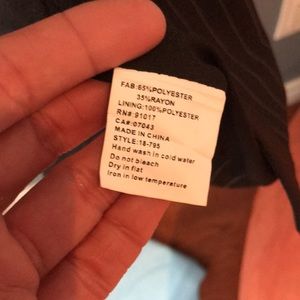 FAB:65%POLYESTER
35%RAYON
LINING:100%POLYESTER
RN#:91017
CA#:07043
MADE IN CHINA
STYLE:18-795
Hand wash in cold water
Do not bleach
Dry in flat
Iron in low temperature